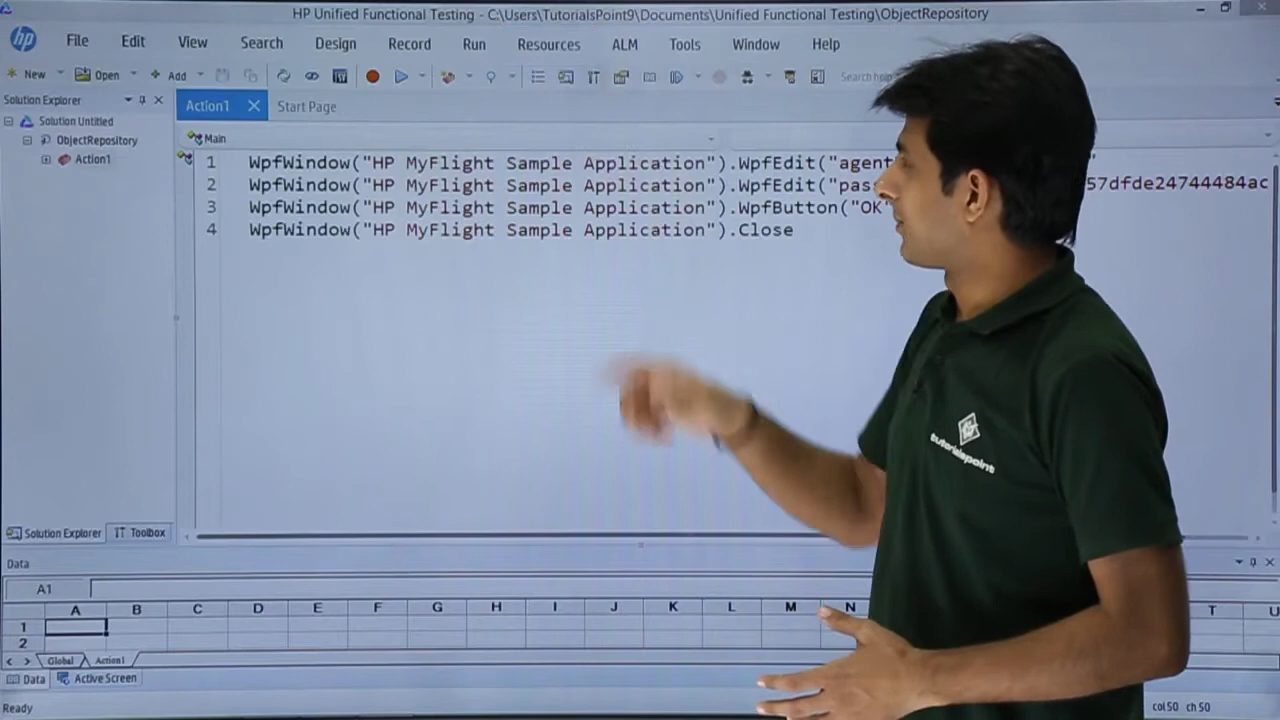 HP Unified Functional Testing - C:\Users\TutorialsPoint9\Documents\Unified Functional Testing\ObjectRepository
hp File Edit View Search Design Record Run Resources ALM Tools Window Help
New Open Add Search help
Solution Explorer
Action1 Start Page
Solution Untitled
ObjectRepository
Action1
Main
1 WpfWindow("HP MyFlight Sample Application").WpfEdit("agent "
2 WpfWindow("HP MyFlight Sample Application").WpfEdit("pas 57dfde24744484ac
3 WpfWindow("HP MyFlight Sample Application").WpfButton("OK"
4 WpfWindow("HP MyFlight Sample Application").Close
tutorialspoint
Solution Explorer Toolbox
Data
A1
A B C D E F G H I J K L M N T U
1
2
Global Action1
Data Active Screen
Ready col 50 ch 50